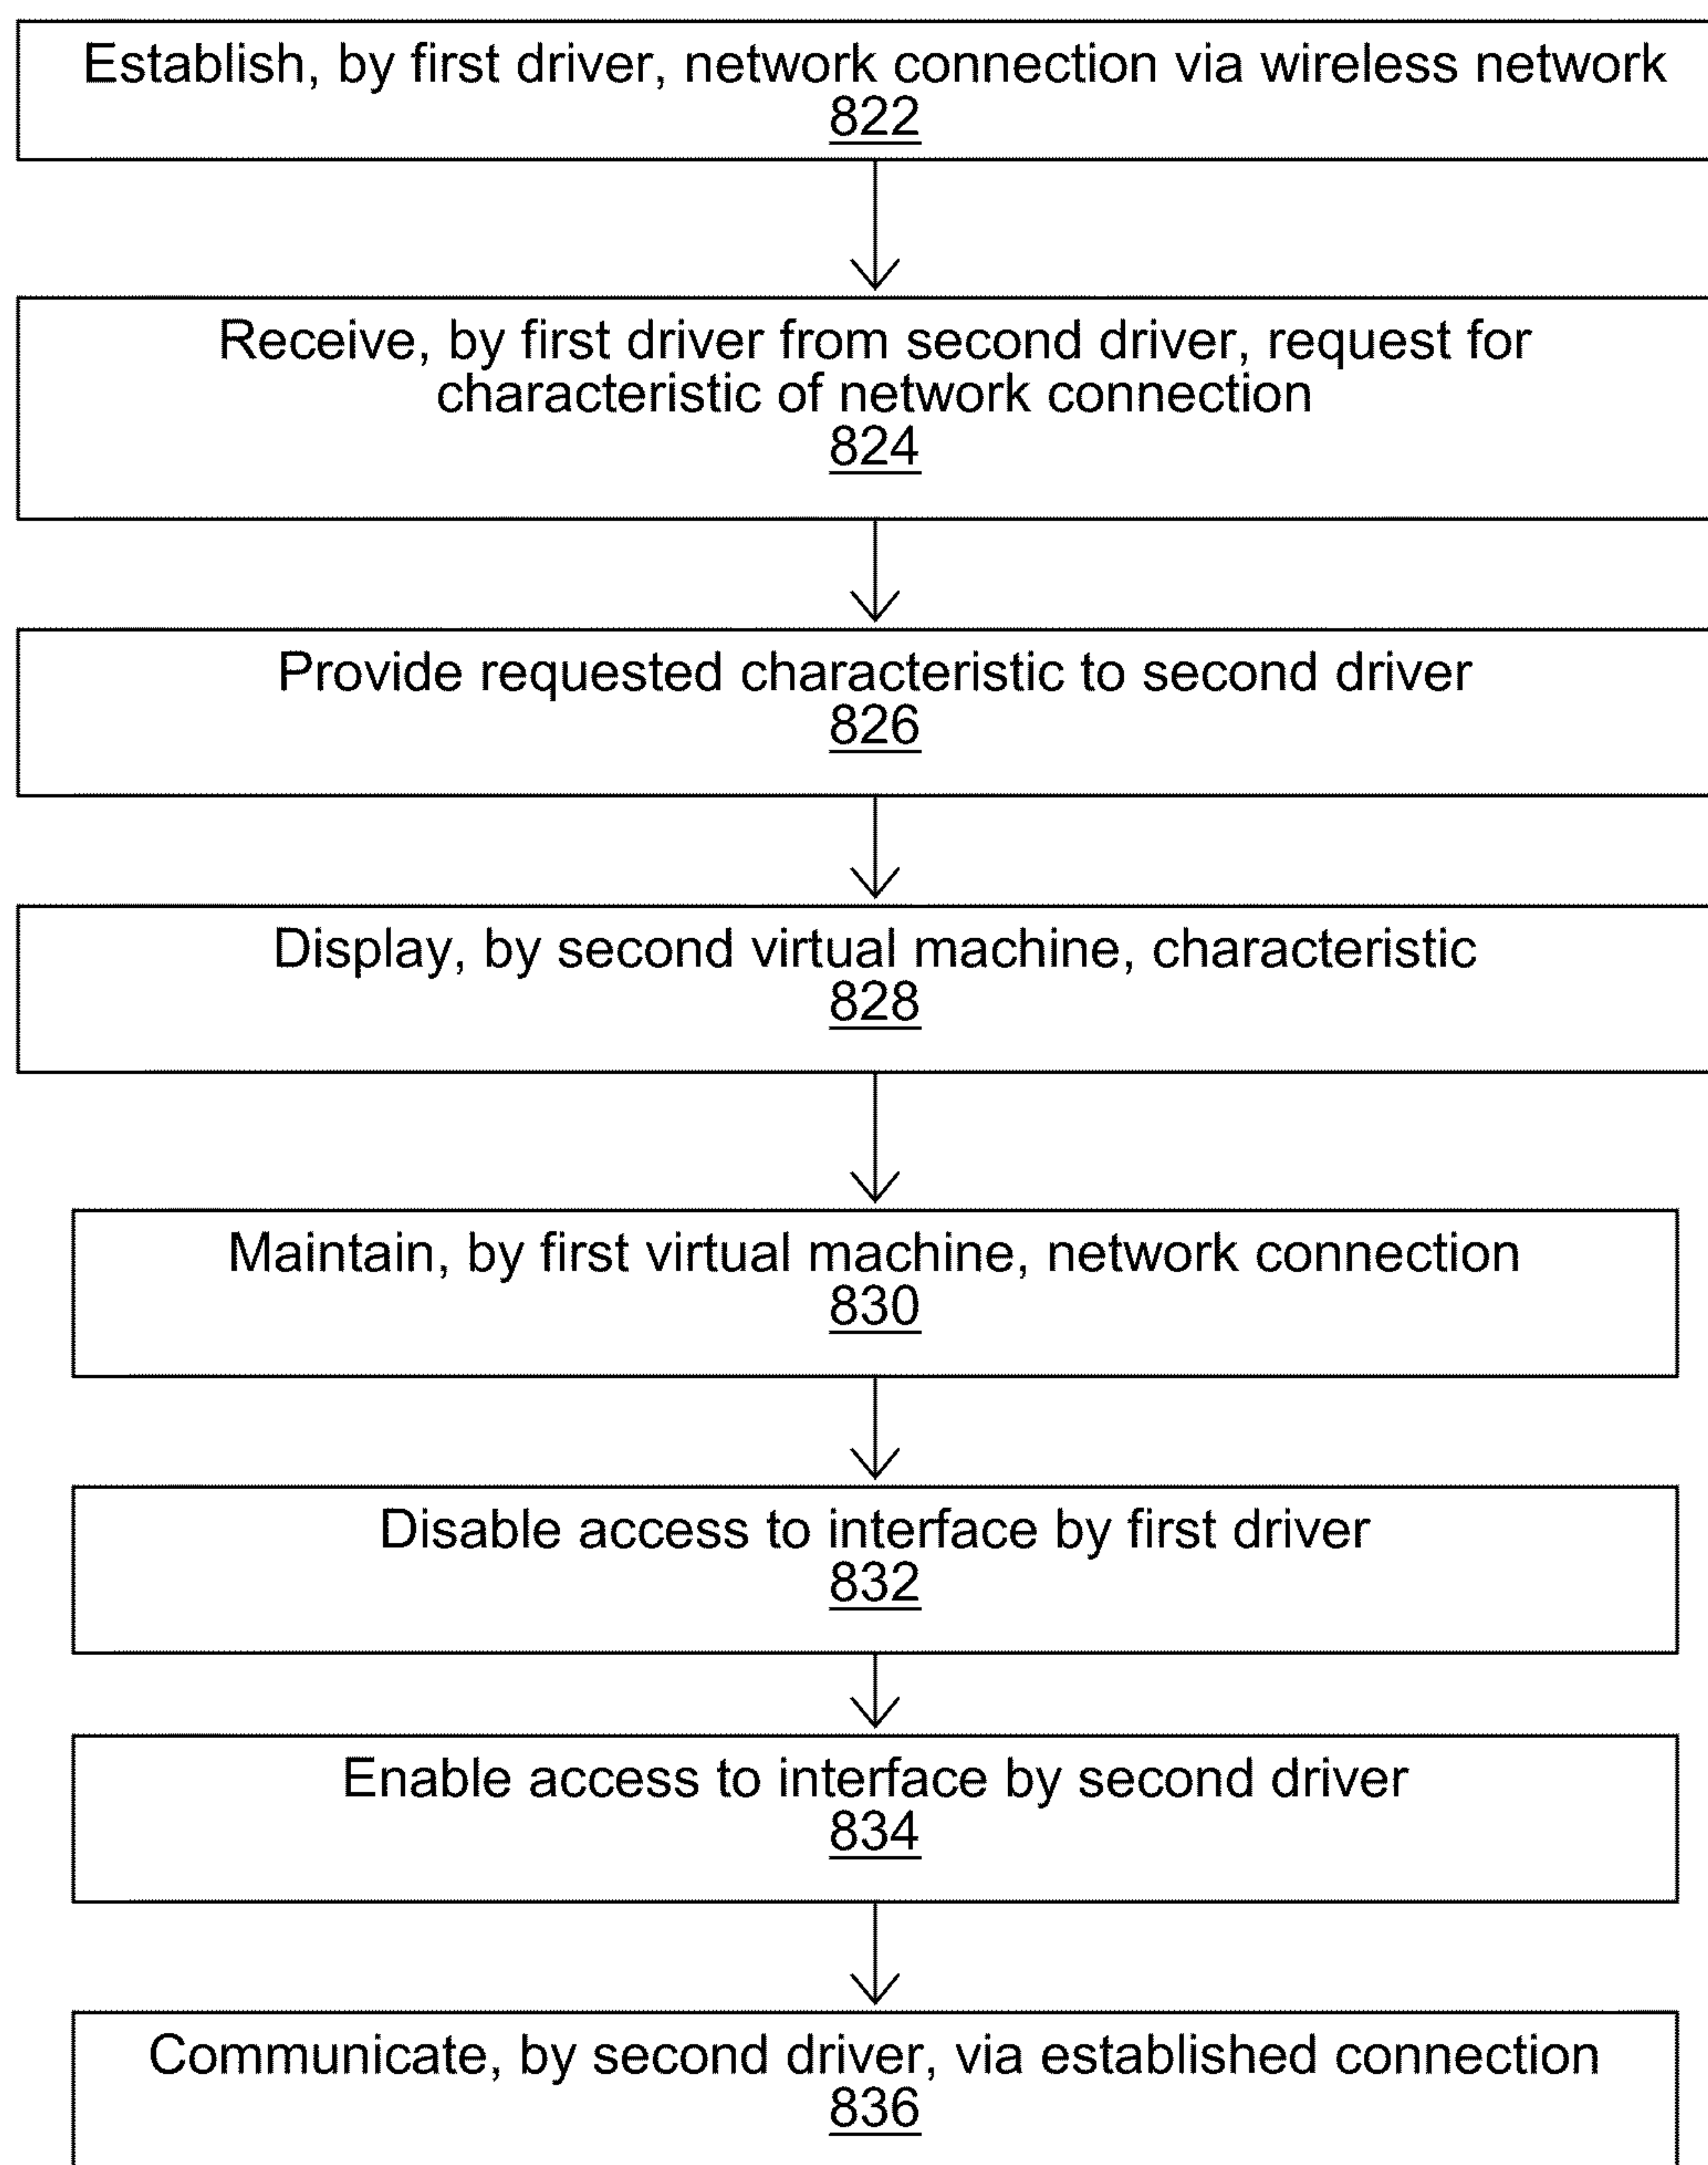 Establish, by first driver, network connection via wireless network
822
Receive, by first driver from second driver, request for
characteristic of network connection
824
Provide requested characteristic to second driver
826
Display, by second virtual machine, characteristic
828
Maintain, by first virtual machine, network connection
830
Disable access to interface by first driver
832
Enable access to interface by second driver
834
Communicate, by second driver, via established connection
836